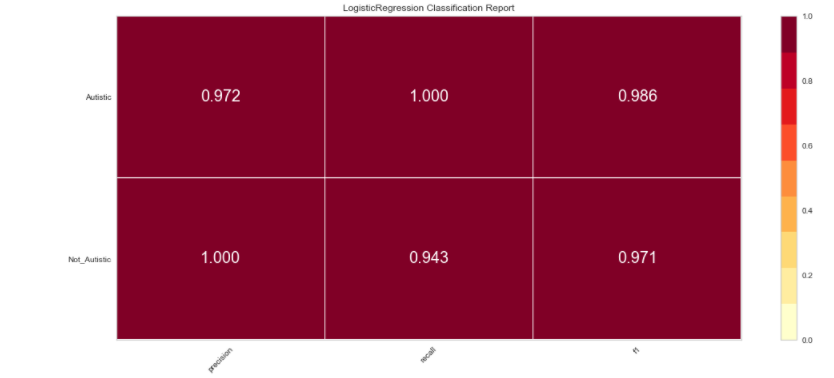 LogisticRegression Classification Report
Autistic 0.972 1.000 0.986
Not_Autistic 1.000 0.943 0.971
precision recall f1
1.0
0.8
0.6
0.4
0.2
0.0